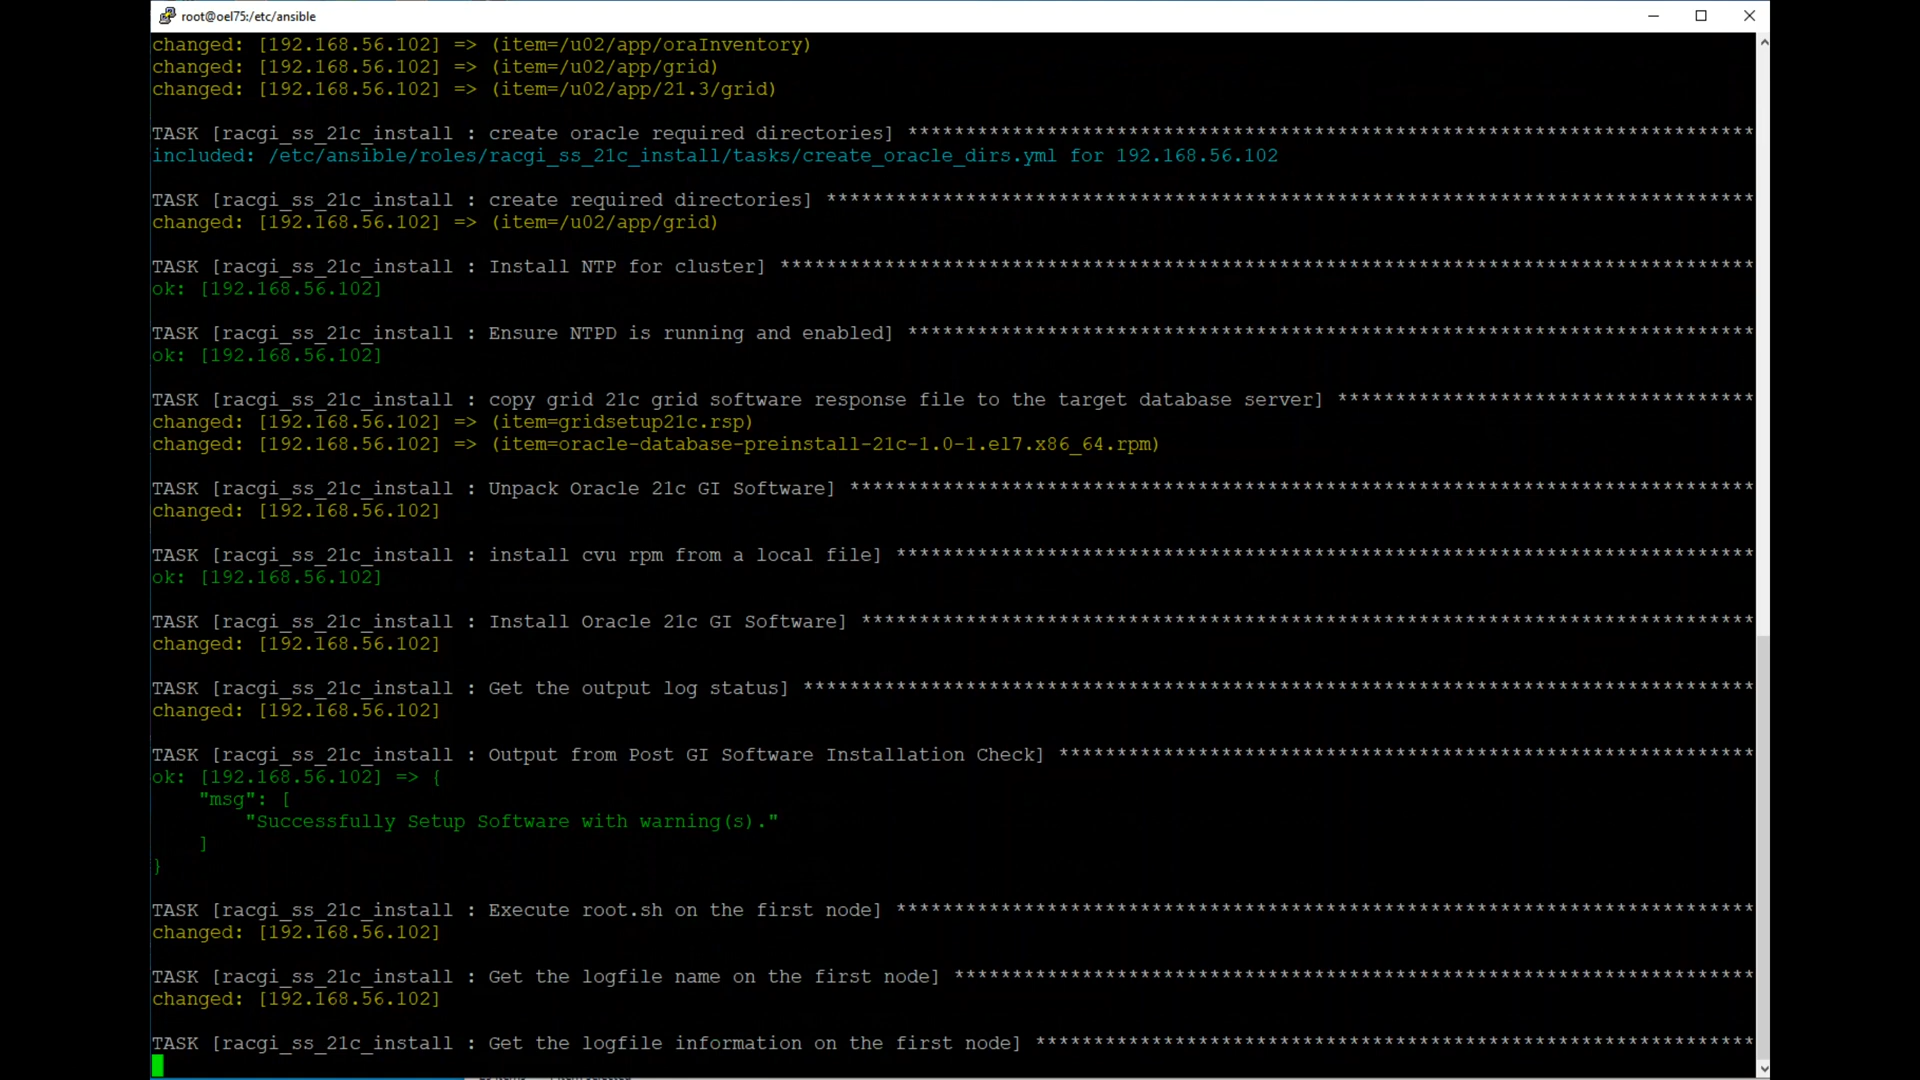 root@oel75:/etc/ansible
changed: [192.168.56.102] => (item=/u02/app/oraInventory)
changed: [192.168.56.102] => (item=/u02/app/grid)
changed: [192.168.56.102] => (item=/u02/app/21.3/grid)
TASK [racgi_ss_21c_install : create oracle required directories] *************************************************************************
included: /etc/ansible/roles/racgi_ss_21c_install/tasks/create_oracle_dirs.yml for 192.168.56.102
TASK [racgi_ss_21c_install : create required directories] ********************************************************************************
changed: [192.168.56.102] => (item=/u02/app/grid)
TASK [racgi_ss_21c_install : Install NTP for cluster] ************************************************************************************
ok: [192.168.56.102]
TASK [racgi_ss_21c_install : Ensure NTPD is running and enabled] *************************************************************************
ok: [192.168.56.102]
TASK [racgi_ss_21c_install : copy grid 21c grid software response file to the target database server] ************************************
changed: [192.168.56.102] => (item=gridsetup21c.rsp)
changed: [192.168.56.102] => (item=oracle-database-preinstall-21c-1.0-1.el7.x86_64.rpm)
TASK [racgi_ss_21c_install : Unpack Oracle 21c GI Software] ******************************************************************************
changed: [192.168.56.102]
TASK [racgi_ss_21c_install : install cvu rpm from a local file] **************************************************************************
ok: [192.168.56.102]
TASK [racgi_ss_21c_install : Install Oracle 21c GI Software] *****************************************************************************
changed: [192.168.56.102]
TASK [racgi_ss_21c_install : Get the output log status] **********************************************************************************
changed: [192.168.56.102]
TASK [racgi_ss_21c_install : Output from Post GI Software Installation Check] ************************************************************
ok: [192.168.56.102] => {
    "msg": [
        "Successfully Setup Software with warning(s)."
    ]
}
TASK [racgi_ss_21c_install : Execute root.sh on the first node] **************************************************************************
changed: [192.168.56.102]
TASK [racgi_ss_21c_install : Get the logfile name on the first node] *********************************************************************
changed: [192.168.56.102]
TASK [racgi_ss_21c_install : Get the logfile information on the first node] **************************************************************